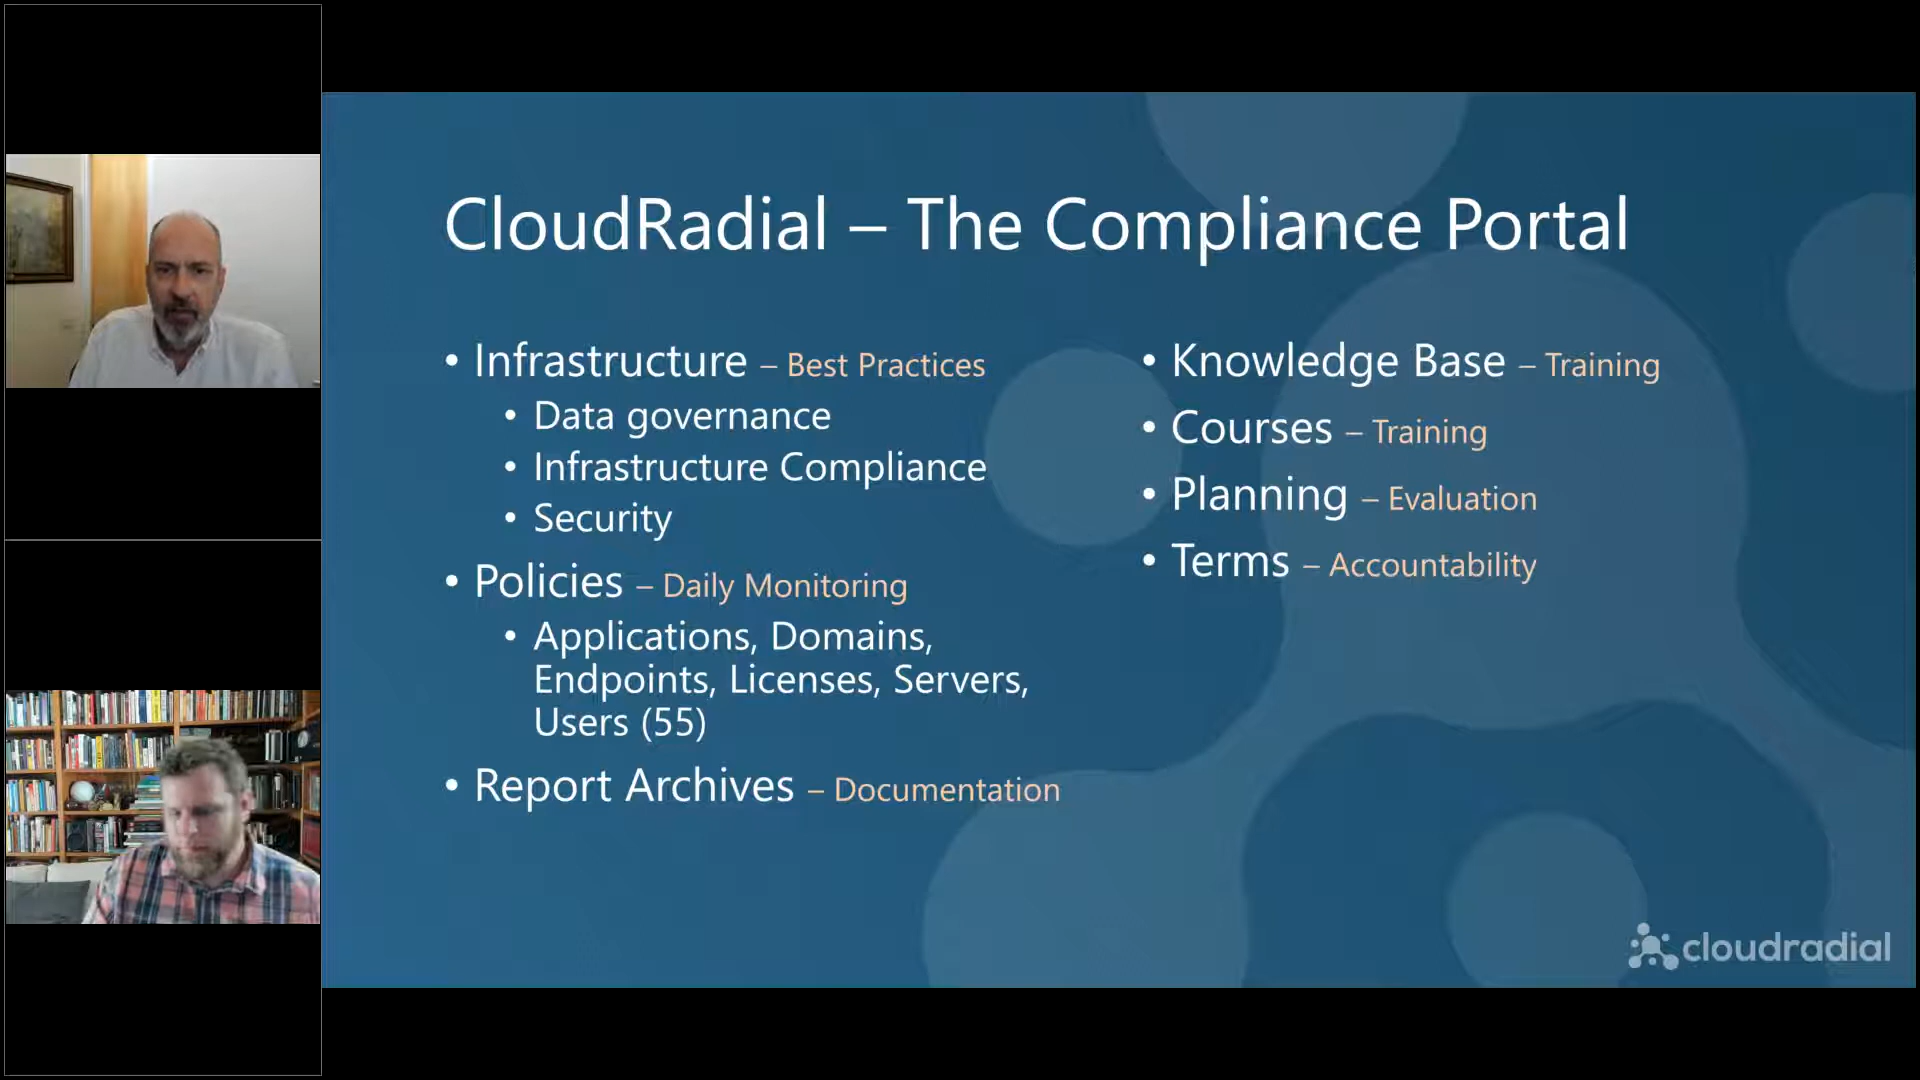 CloudRadial – The Compliance Portal
• Infrastructure – Best Practices
• Data governance
• Infrastructure Compliance
• Security
• Policies – Daily Monitoring
• Applications, Domains,
Endpoints, Licenses, Servers,
Users (55)
• Report Archives – Documentation
• Knowledge Base – Training
• Courses – Training
• Planning – Evaluation
• Terms – Accountability
cloudradial